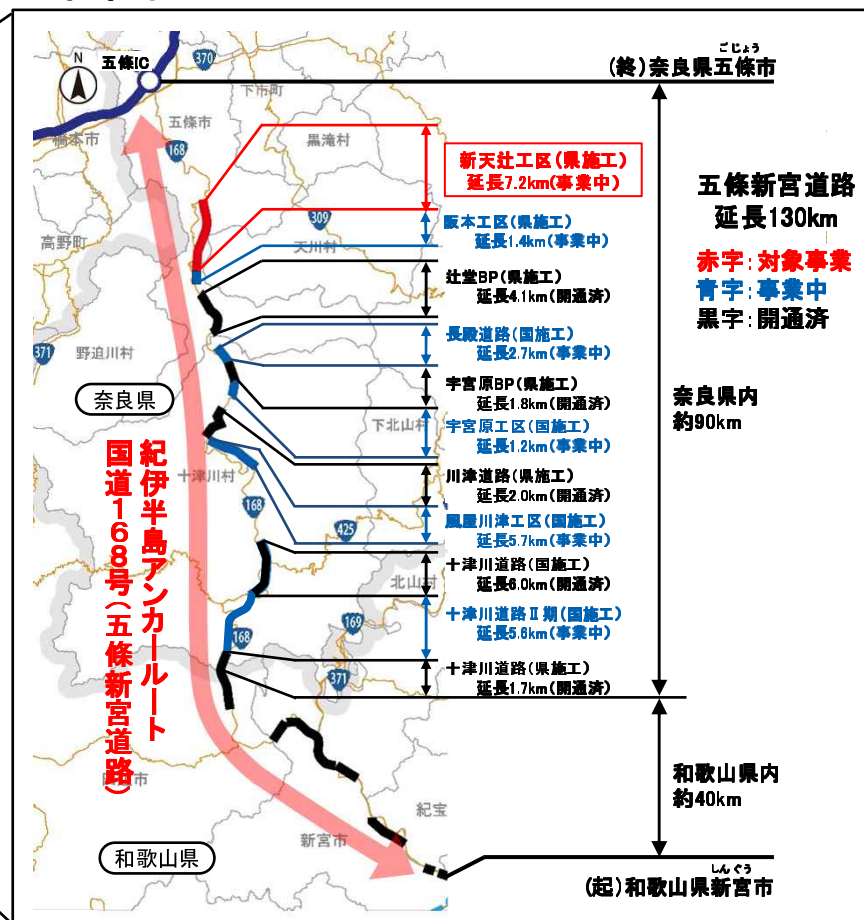 (終)奈良県五條市
ごじょう
五條IC
N
370
下市町
五條市
黒滝村
橋本市
168
新天辻工区(県施工)
延長7.2km(事業中)
五條新宮道路
延長130km
309
阪本工区(県施工)
延長1.4km(事業中)
高野町
天川村
赤字:対象事業
青字:事業中
黒字:開通済
辻堂BP(県施工)
延長4.1km(開通済)
371
野迫川村
長殿道路(国施工)
延長2.7km(事業中)
奈良県
宇宮原BP(県施工)
延長1.8km(開通済)
奈良県内
約90km
下北山村
宇宮原工区(国施工)
延長1.2km(事業中)
十津川村
川津道路(県施工)
延長2.0km(開通済)
168
風屋川津工区(国施工)
延長5.7km(事業中)
425
十津川道路(国施工)
延長6.0km(開通済)
北山村
十津川道路Ⅱ期(国施工)
延長5.6km(事業中)
169
168
十津川道路(県施工)
延長1.7km(開通済)
371
紀伊半島アンカールート
国道168号(五條新宮道路)
和歌山県内
約40km
紀宝
新宮市
和歌山県
しんぐう
(起)和歌山県新宮市